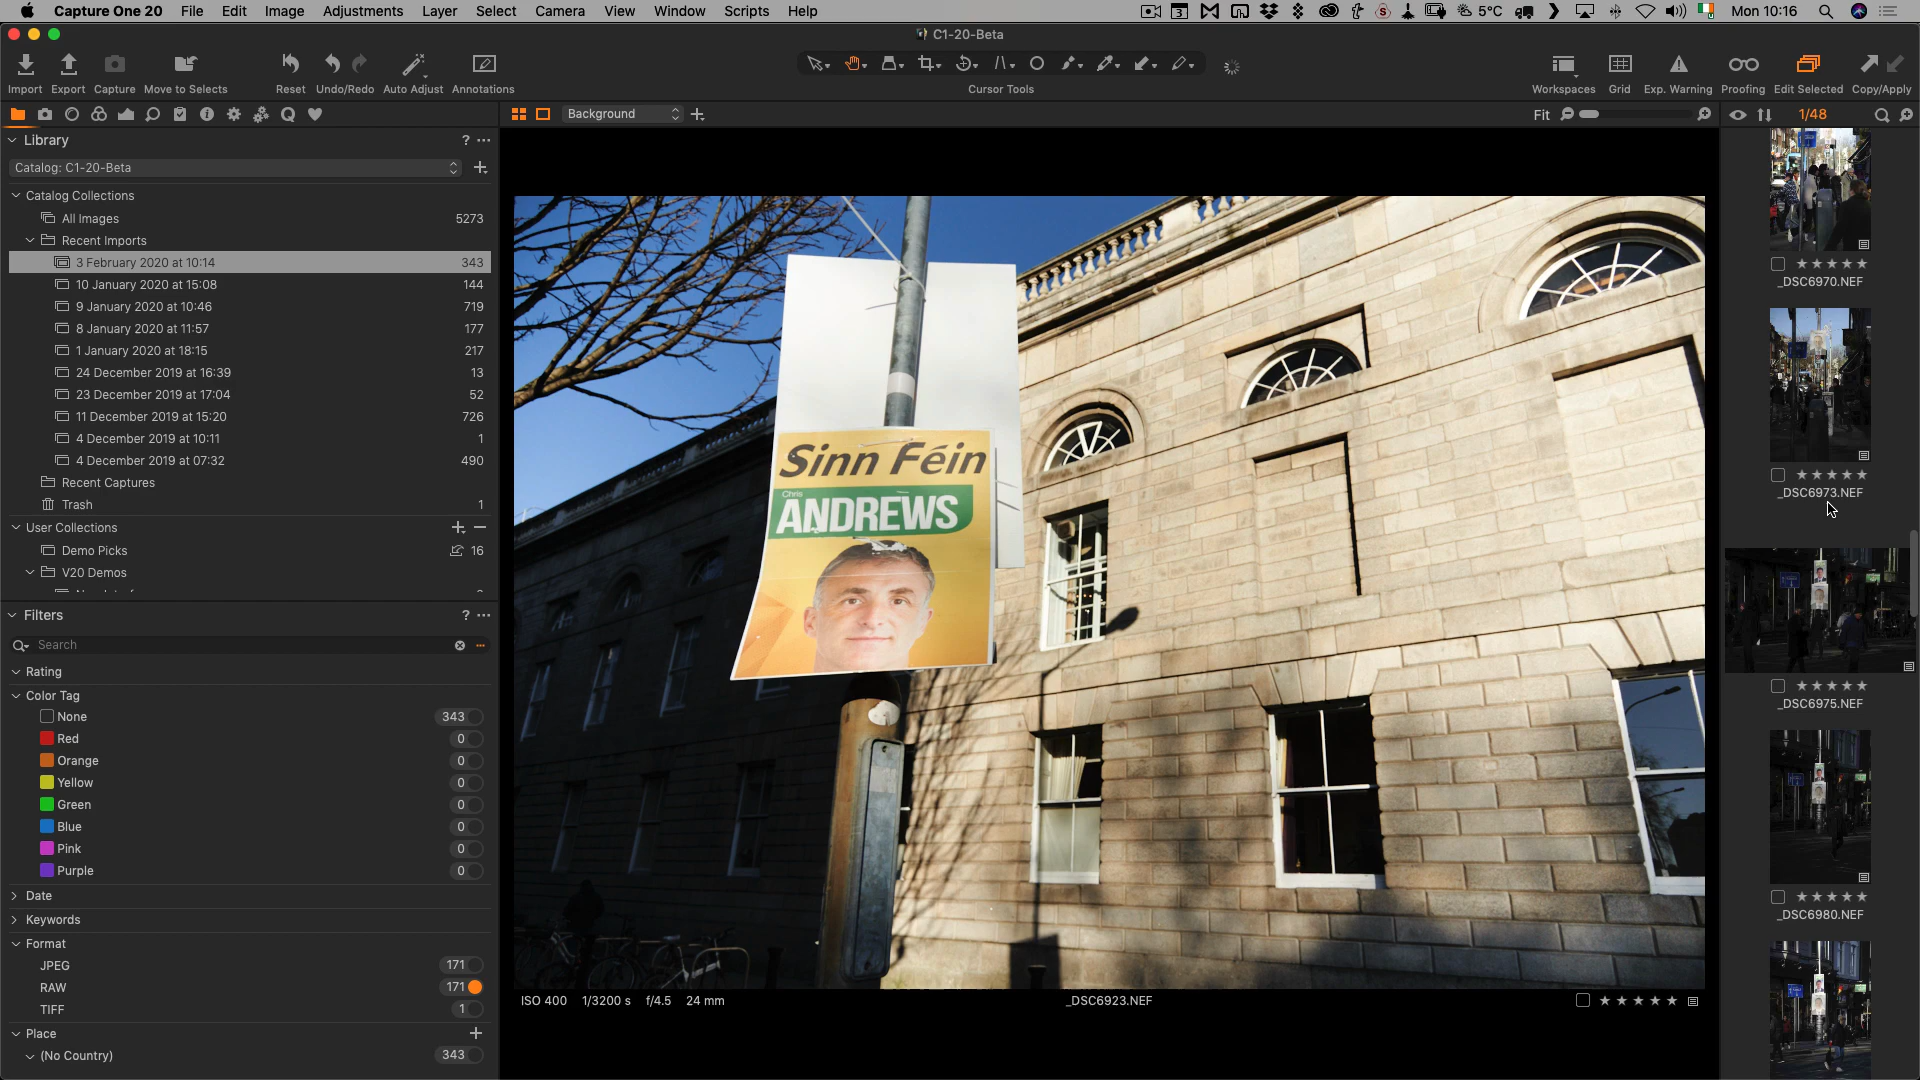 Capture One 20 File Edit Image Adjustments Layer Select Camera View Window Scripts Help 5°C Mon 10:16
C1-20-Beta
Import Export Capture Move to Selects Reset Undo/Redo Auto Adjust Annotations Cursor Tools Workspaces Grid Exp. Warning Proofing Edit Selected Copy/Apply
Background Fit 1/48
Library ?
Catalog: C1-20-Beta
Catalog Collections
All Images 5273
Recent Imports
3 February 2020 at 10:14 343
10 January 2020 at 15:08 144
9 January 2020 at 10:46 719
8 January 2020 at 11:57 177
1 January 2020 at 18:15 217
24 December 2019 at 16:39 13
23 December 2019 at 17:04 52
11 December 2019 at 15:20 726
4 December 2019 at 10:11 1
4 December 2019 at 07:32 490
Recent Captures
Trash 1
User Collections
Demo Picks 16
V20 Demos
Filters ?
Search
Rating
Color Tag
None 343
Red 0
Orange 0
Yellow 0
Green 0
Blue 0
Pink 0
Purple 0
Date
Keywords
Format
JPEG 171
RAW 171
TIFF 1
Place
(No Country) 343
Sinn Féin
Chris
ANDREWS
ISO 400 1/3200 s f/4.5 24 mm _DSC6923.NEF
_DSC6970.NEF
_DSC6973.NEF
_DSC6975.NEF
_DSC6980.NEF